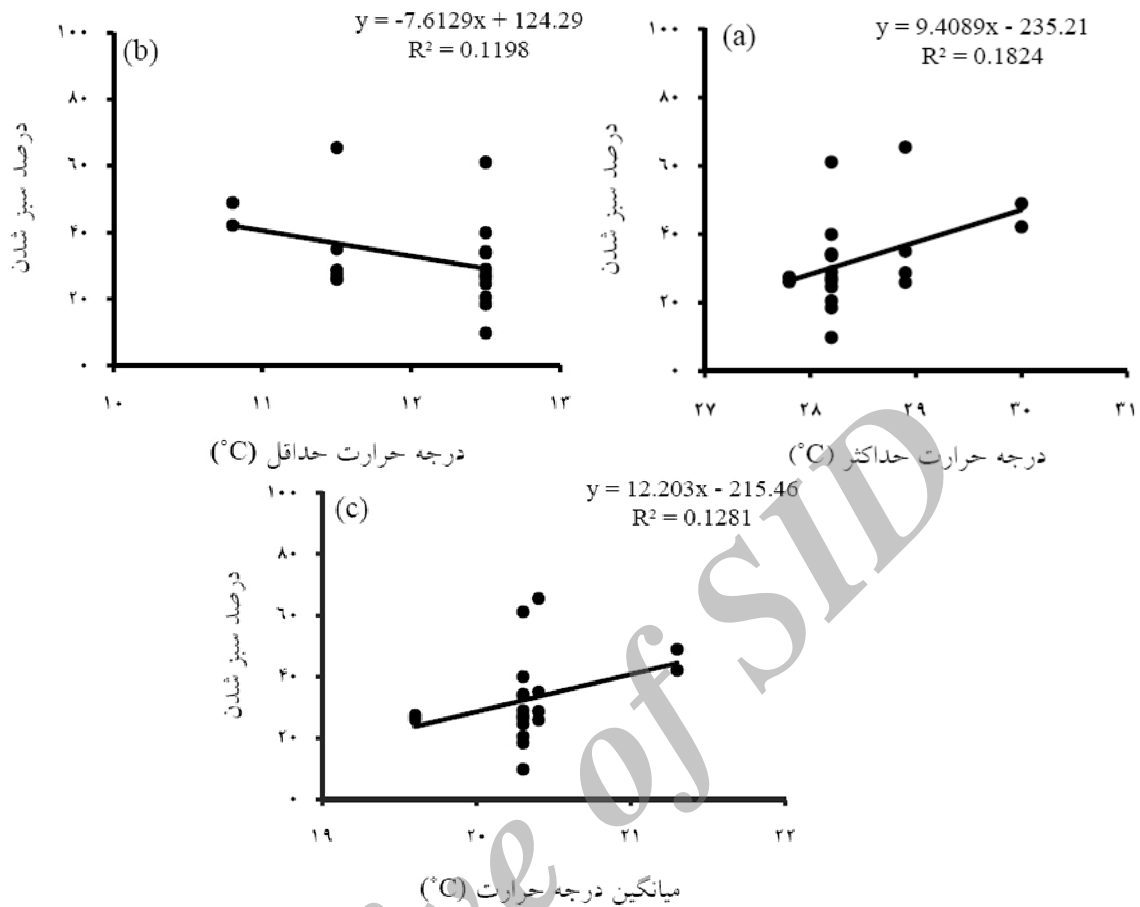 (a)
y = 9.4089x - 235.21
R² = 0.1824
۱۰۰
۸۰
۶۰
۴۰
۲۰
۰
درصد سبز شدن
۲۷ ۲۸ ۲۹ ۳۰ ۳۱
درجه حرارت حداکثر (˚C)
(b)
y = -7.6129x + 124.29
R² = 0.1198
۱۰۰
۸۰
۶۰
۴۰
۲۰
۰
درصد سبز شدن
۱۰ ۱۱ ۱۲ ۱۳
درجه حرارت حداقل (˚C)
(c)
y = 12.203x - 215.46
R² = 0.1281
۱۰۰
۸۰
۶۰
۴۰
۲۰
۰
درصد سبز شدن
۱۹ ۲۰ ۲۱ ۲۲
میانگین درجه حرارت (˚C)
of SID